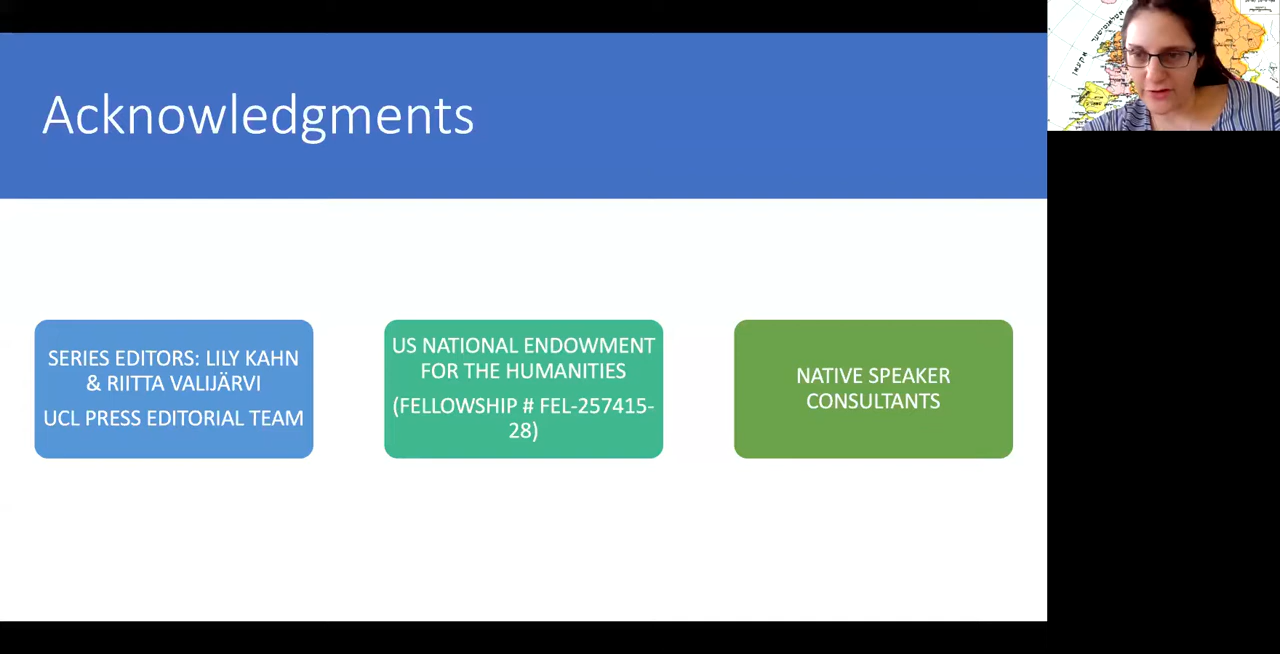 Acknowledgments
SERIES EDITORS: LILY KAHN
& RIITTA VALIJÄRVI
UCL PRESS EDITORIAL TEAM
US NATIONAL ENDOWMENT
FOR THE HUMANITIES
(FELLOWSHIP # FEL-257415-
28)
NATIVE SPEAKER
CONSULTANTS